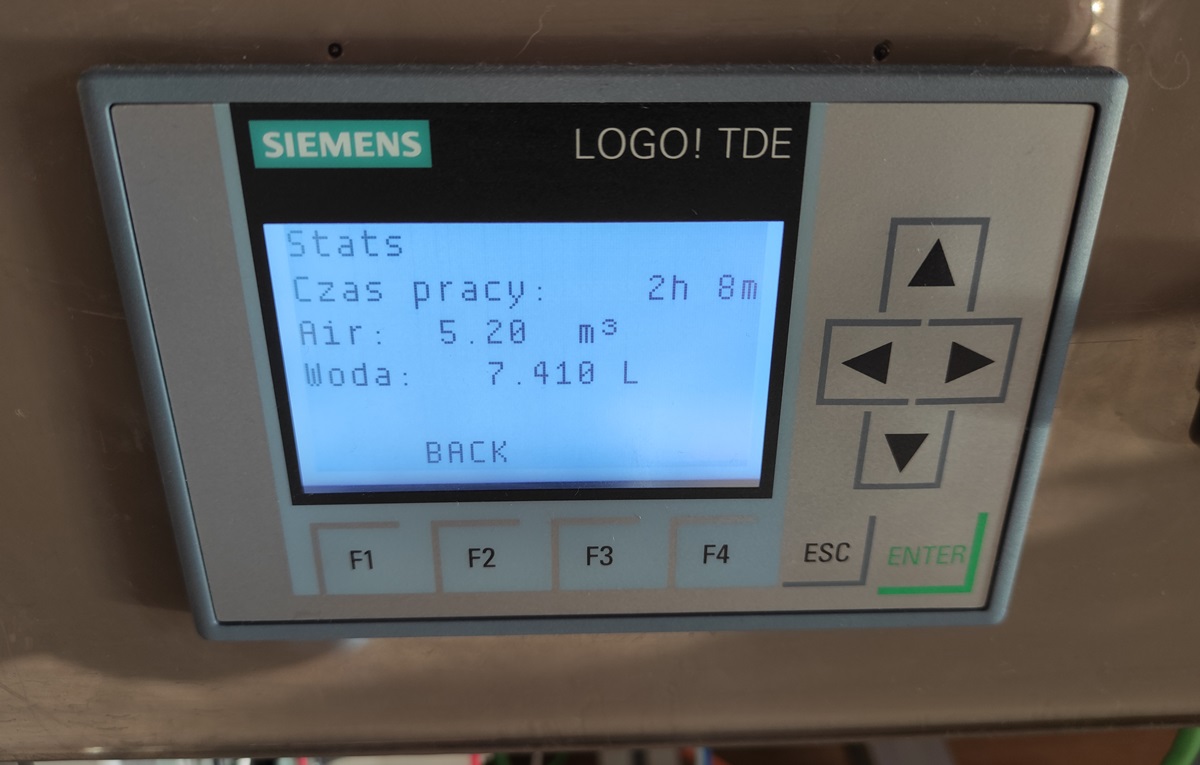 SIEMENS LOGO! TDE
Stats
Czas pracy: 2h 8m
Air: 5.20 m³
Woda: 7.410 L
BACK
F1 F2 F3 F4 ESC ENTER